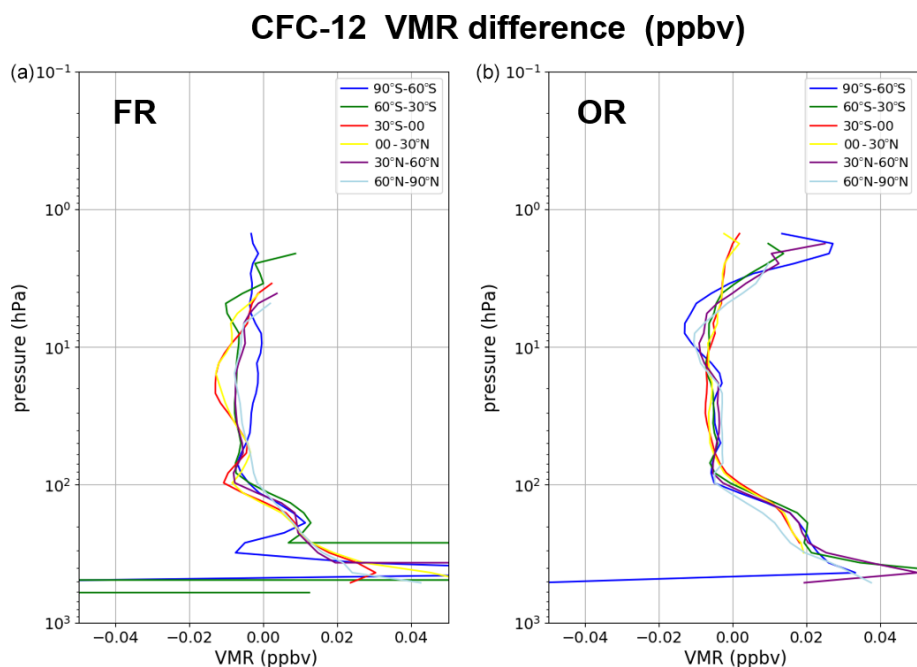 CFC-12 VMR difference (ppbv)
(a)
FR
90°S-60°S
60°S-30°S
30°S-00
00 - 30°N
30°N-60°N
60°N-90°N
10⁻¹
10⁰
10¹
10²
10³
pressure (hPa)
−0.04 −0.02 0.00 0.02 0.04
VMR (ppbv)
(b)
OR
90°S-60°S
60°S-30°S
30°S-00
00 - 30°N
30°N-60°N
60°N-90°N
10⁻¹
10⁰
10¹
10²
10³
pressure (hPa)
−0.04 −0.02 0.00 0.02 0.04
VMR (ppbv)